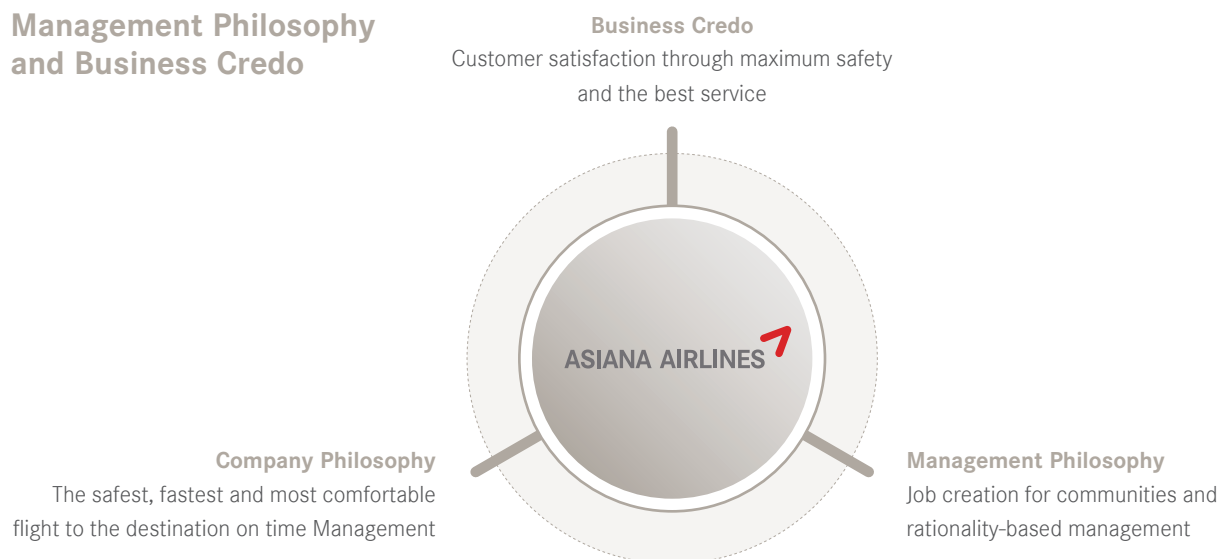 Management Philosophy
and Business Credo
Business Credo
Customer satisfaction through maximum safety
and the best service
ASIANA AIRLINES
Company Philosophy
The safest, fastest and most comfortable
flight to the destination on time Management
Management Philosophy
Job creation for communities and
rationality-based management